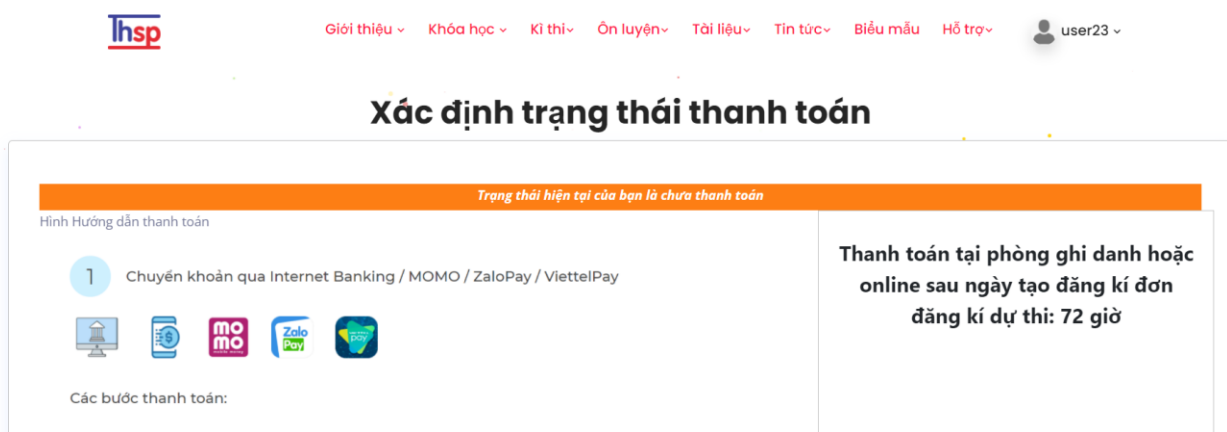 Thsp
Giới thiệu Khóa học Kì thi Ôn luyện Tài liệu Tin tức Biểu mẫu Hỗ trợ user23
Xác định trạng thái thanh toán
Trạng thái hiện tại của bạn là chưa thanh toán
Hình Hướng dẫn thanh toán
1 Chuyển khoản qua Internet Banking / MOMO / ZaloPay / ViettelPay
mo
mo
Zalo
Pay
pay
Các bước thanh toán:
Thanh toán tại phòng ghi danh hoặc
online sau ngày tạo đăng kí đơn
đăng kí dự thi: 72 giờ